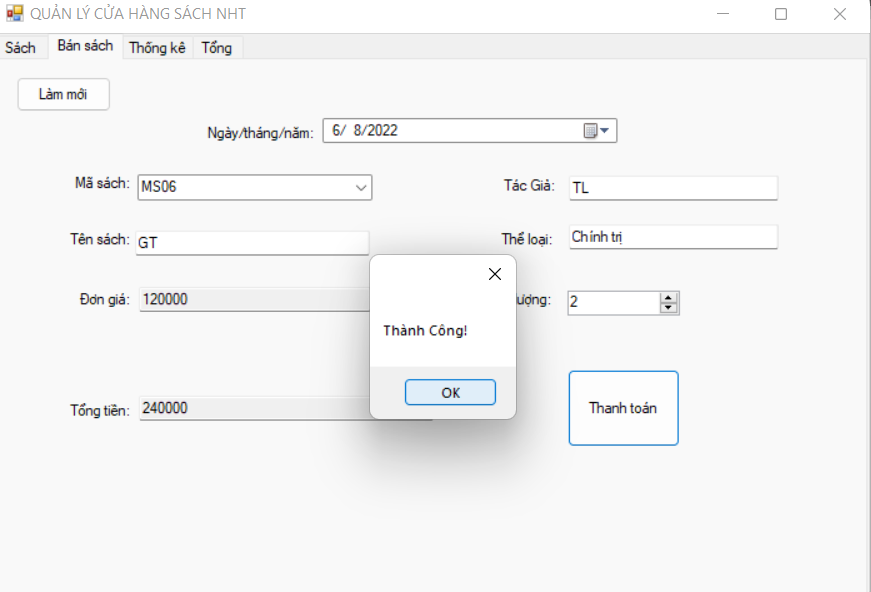 QUẢN LÝ CỬA HÀNG SÁCH NHT
Sách Bán sách Thống kê Tổng
Làm mới
Ngày/tháng/năm: 6/ 8/2022
Mã sách: MS06 Tác Giả: TL
Tên sách: GT Thể loại: Chính trị
Đơn giá: 120000 ượng: 2
Thành Công!
OK
Tổng tiền: 240000 Thanh toán